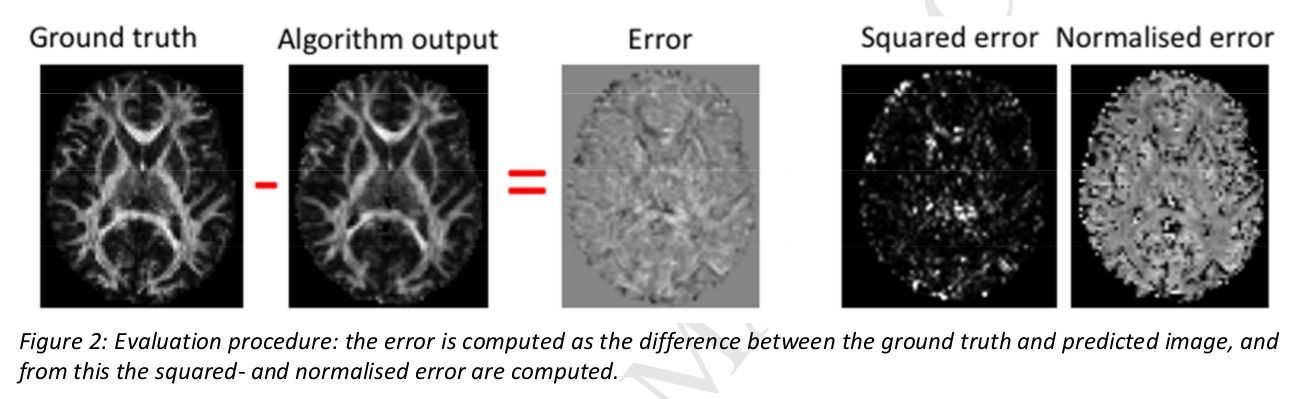 Ground truth Algorithm output Error Squared error Normalised error
- =
Figure 2: Evaluation procedure: the error is computed as the difference between the ground truth and predicted image, and
from this the squared- and normalised error are computed.